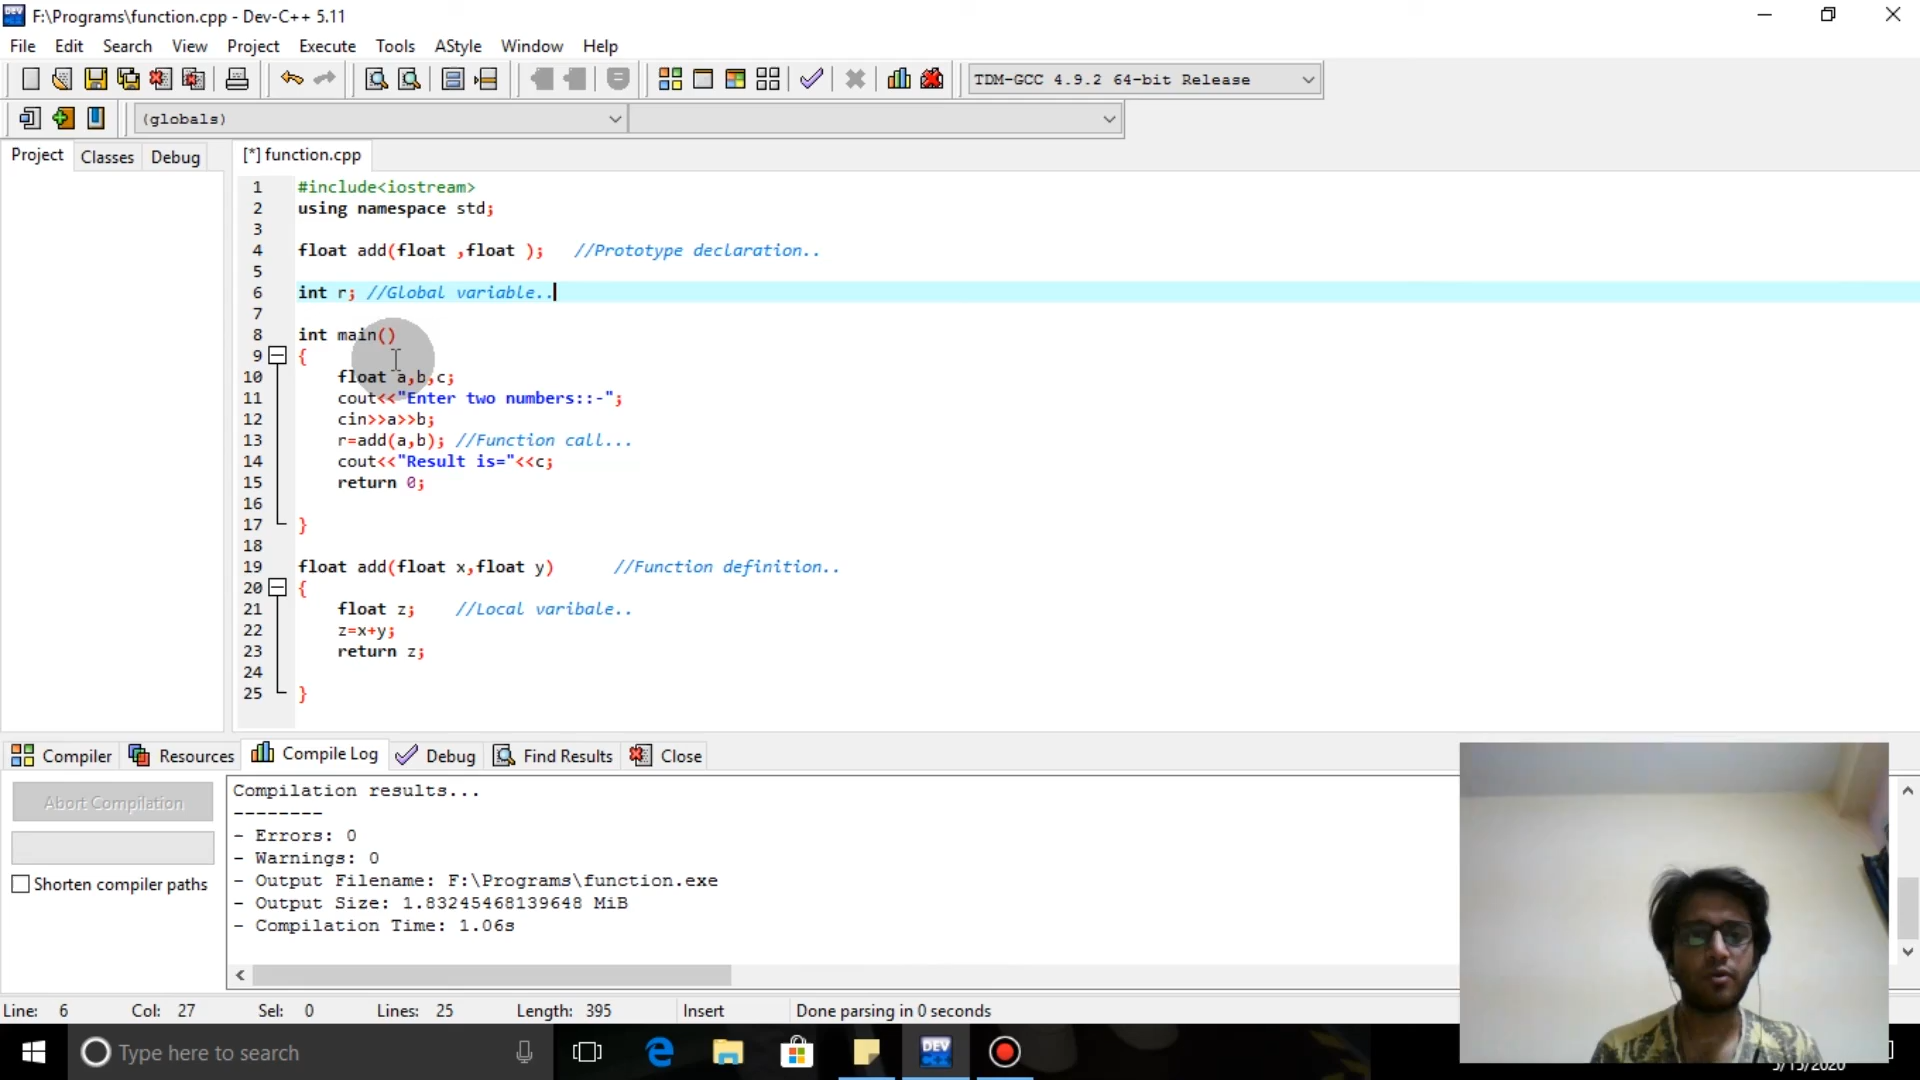 F:\Programs\function.cpp - Dev-C++ 5.11
File Edit Search View Project Execute Tools AStyle Window Help
TDM-GCC 4.9.2 64-bit Release
(globals)
Project Classes Debug [*] function.cpp
1 #include<iostream>
2 using namespace std;
3
4 float add(float ,float ); //Prototype declaration..
5
6 int r; //Global variable..
7
8 int main()
9 {
10 float a,b,c;
11 cout<<"Enter two numbers::-";
12 cin>>a>>b;
13 r=add(a,b); //Function call...
14 cout<<"Result is="<<c;
15 return 0;
16
17 }
18
19 float add(float x,float y) //Function definition..
20 {
21 float z; //Local varibale..
22 z=x+y;
23 return z;
24
25 }
Compiler Resources Compile Log Debug Find Results Close
Abort Compilation
Shorten compiler paths
Compilation results...
--------
- Errors: 0
- Warnings: 0
- Output Filename: F:\Programs\function.exe
- Output Size: 1.83245468139648 MiB
- Compilation Time: 1.06s
Line: 6 Col: 27 Sel: 0 Lines: 25 Length: 395 Insert Done parsing in 0 seconds
Type here to search
DEV C++